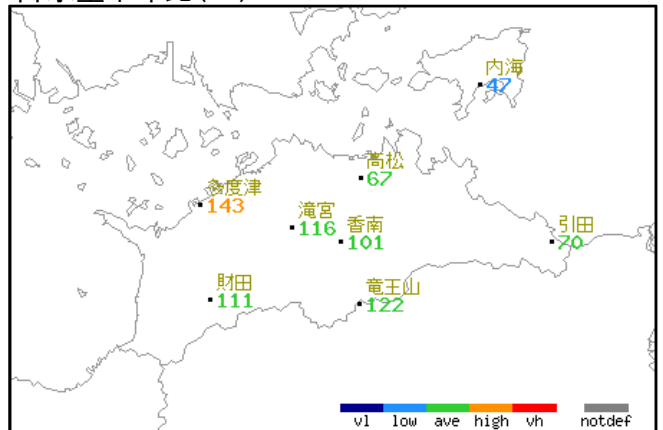 内海
47
高松
67
多度津
143
滝宮
116
香南
101
引田
70
財田
111
竜王山
122
vl low ave high vh notdef